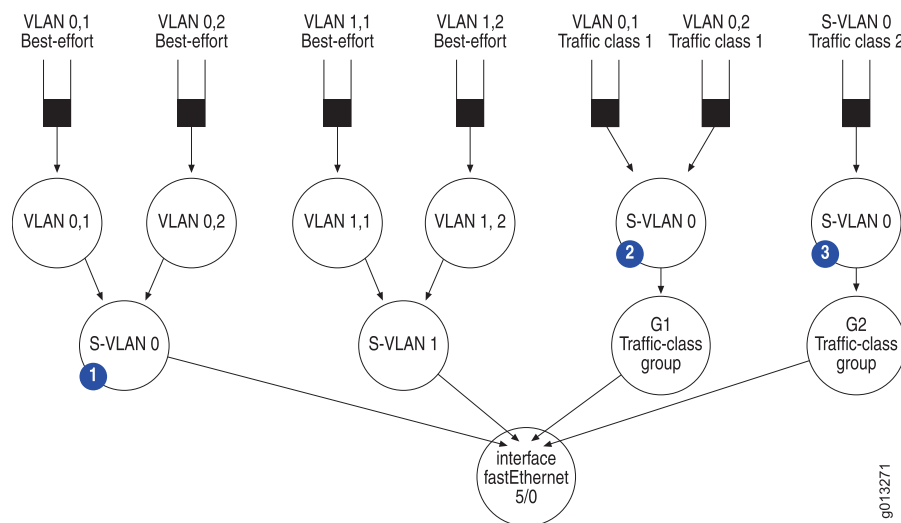 VLAN 0,1
Best-effort
VLAN 0,2
Best-effort
VLAN 1,1
Best-effort
VLAN 1,2
Best-effort
VLAN 0,1
Traffic class 1
VLAN 0,2
Traffic class 1
S-VLAN 0
Traffic class 2
VLAN 0,1
VLAN 0,2
VLAN 1,1
VLAN 1, 2
S-VLAN 0
2
S-VLAN 0
3
S-VLAN 0
1
S-VLAN 1
G1
Traffic-class
group
G2
Traffic-class
group
interface
fastEthernet
5/0
g013271